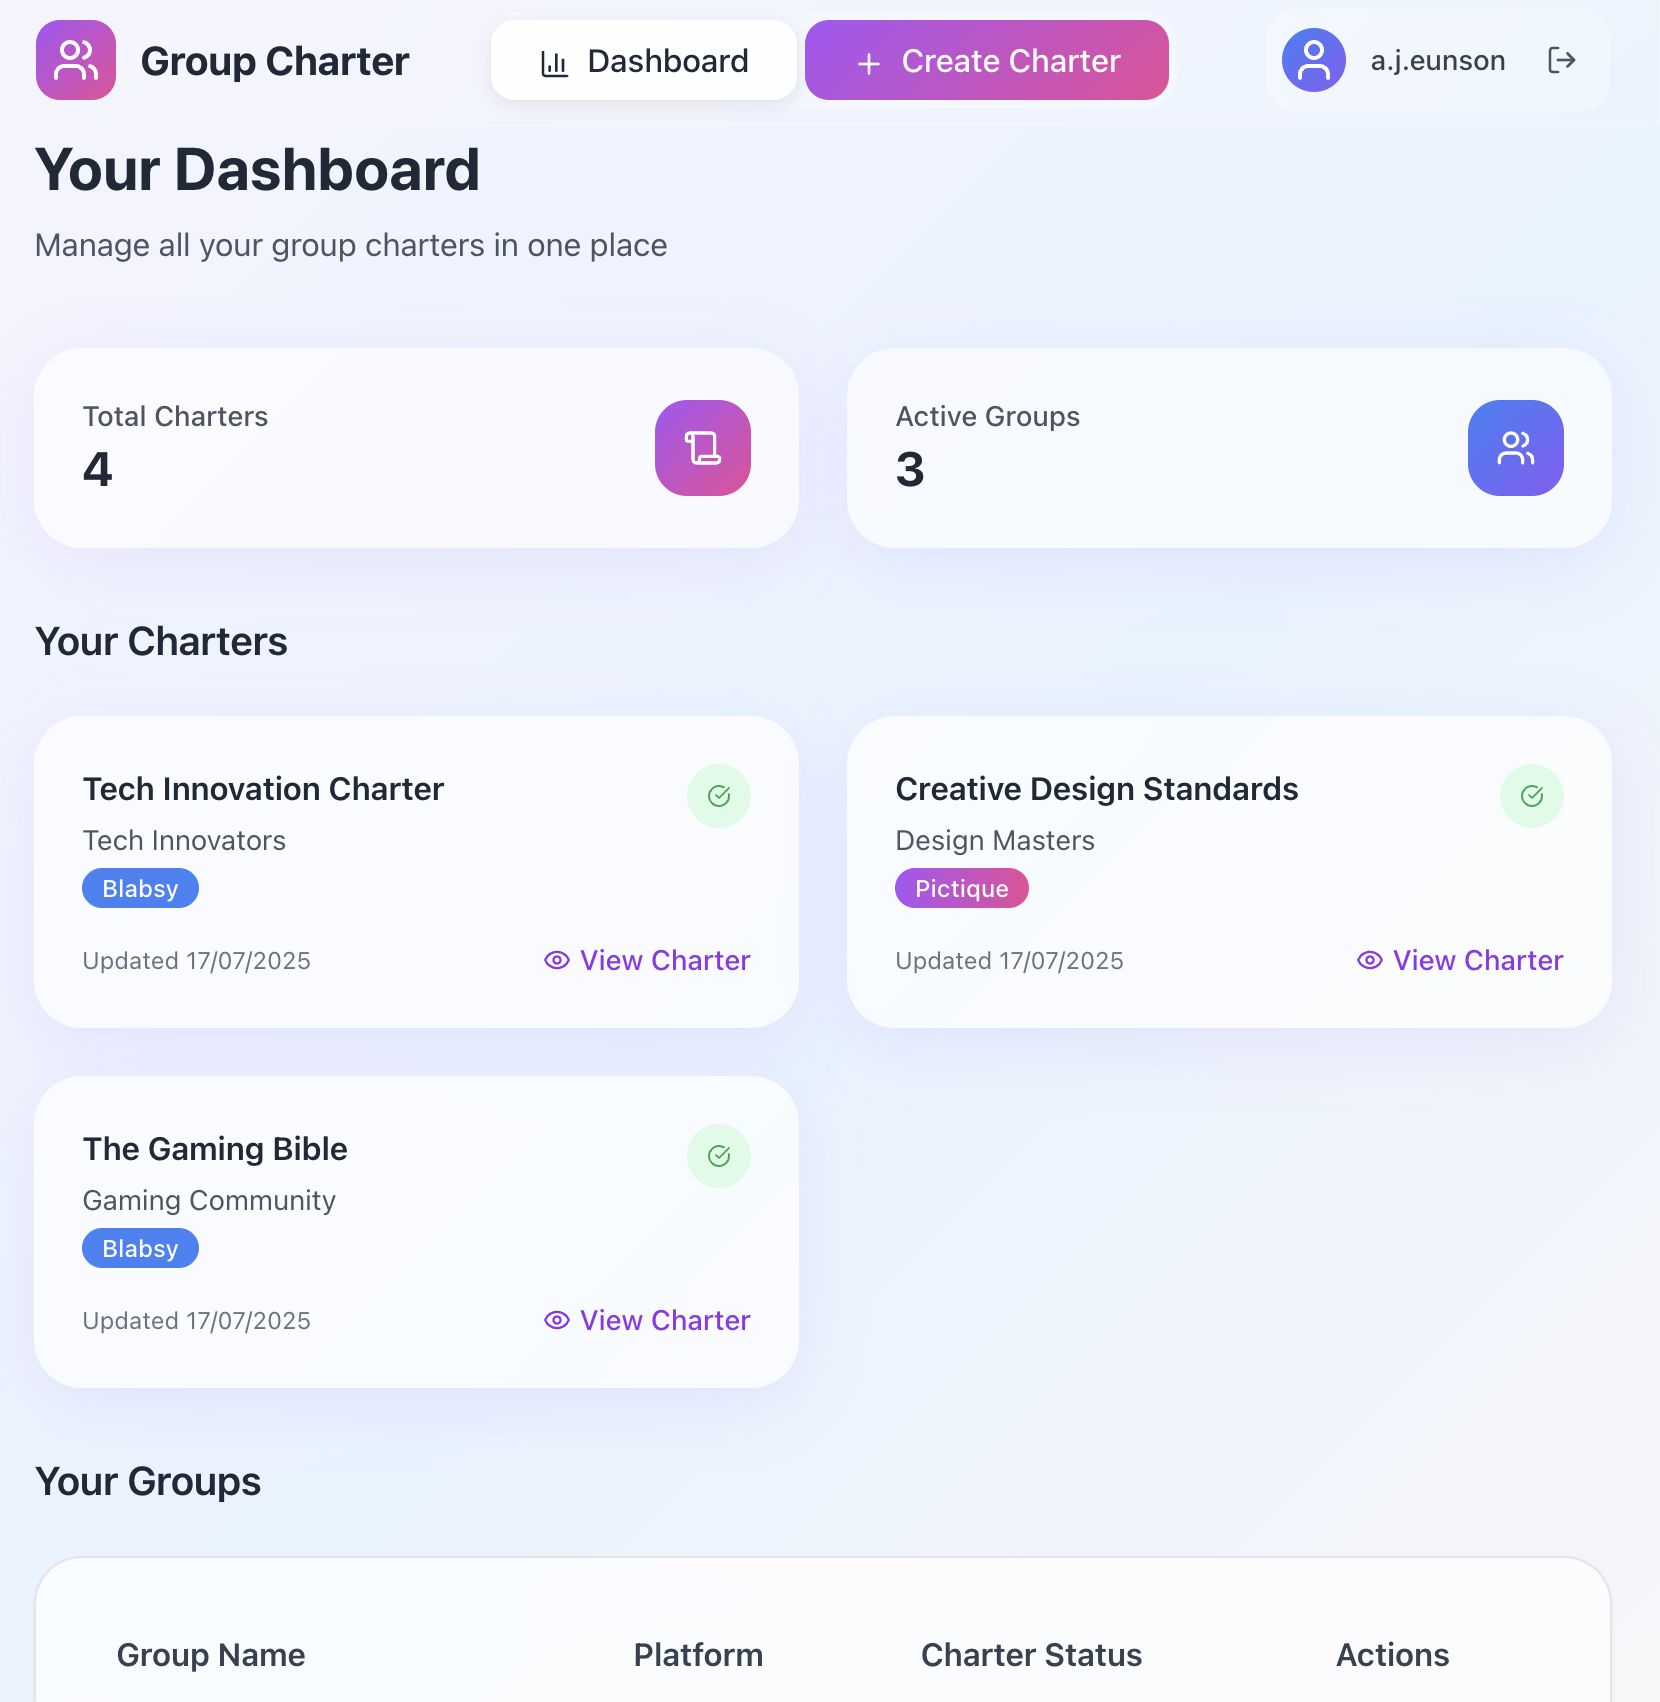 Group Charter
Dashboard
Create Charter
a.j.eunson
Your Dashboard
Manage all your group charters in one place
Total Charters
4
Active Groups
3
Your Charters
Tech Innovation Charter
Tech Innovators
Blabsy
Updated 17/07/2025
View Charter
Creative Design Standards
Design Masters
Pictique
Updated 17/07/2025
View Charter
The Gaming Bible
Gaming Community
Blabsy
Updated 17/07/2025
View Charter
Your Groups
Group Name
Platform
Charter Status
Actions